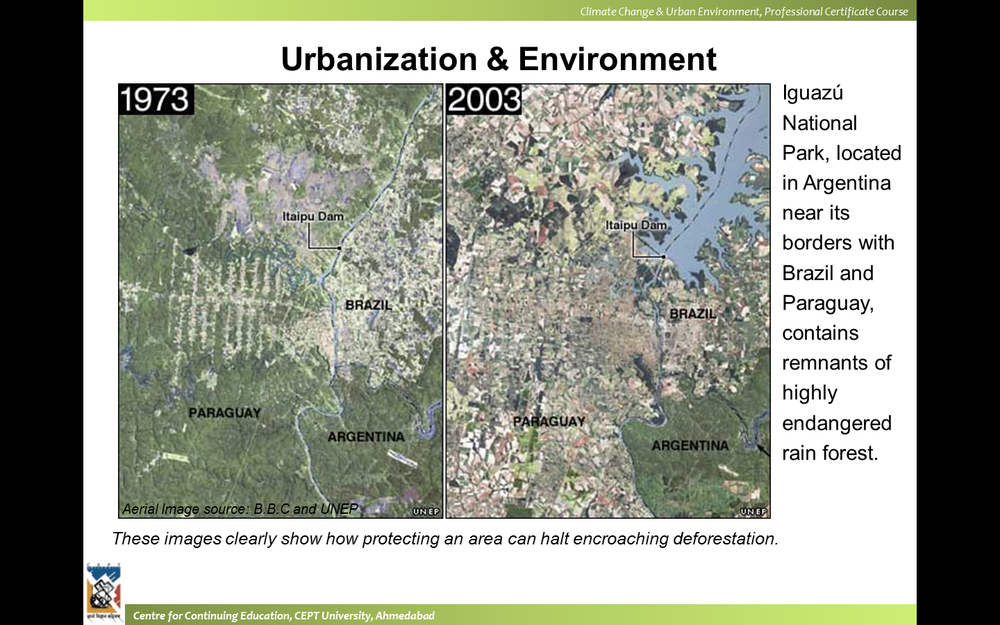 Climate Change & Urban Environment, Professional Certificate Course
Urbanization & Environment
1973
Itaipu Dam
BRAZIL
PARAGUAY
ARGENTINA
Aerial Image source: B.B.C and UNEP
UNEP
2003
Itaipu Dam
BRAZIL
PARAGUAY
ARGENTINA
UNEP
Iguazú
National
Park, located
in Argentina
near its
borders with
Brazil and
Paraguay,
contains
remnants of
highly
endangered
rain forest.
These images clearly show how protecting an area can halt encroaching deforestation.
Centre for Continuing Education, CEPT University, Ahmedabad